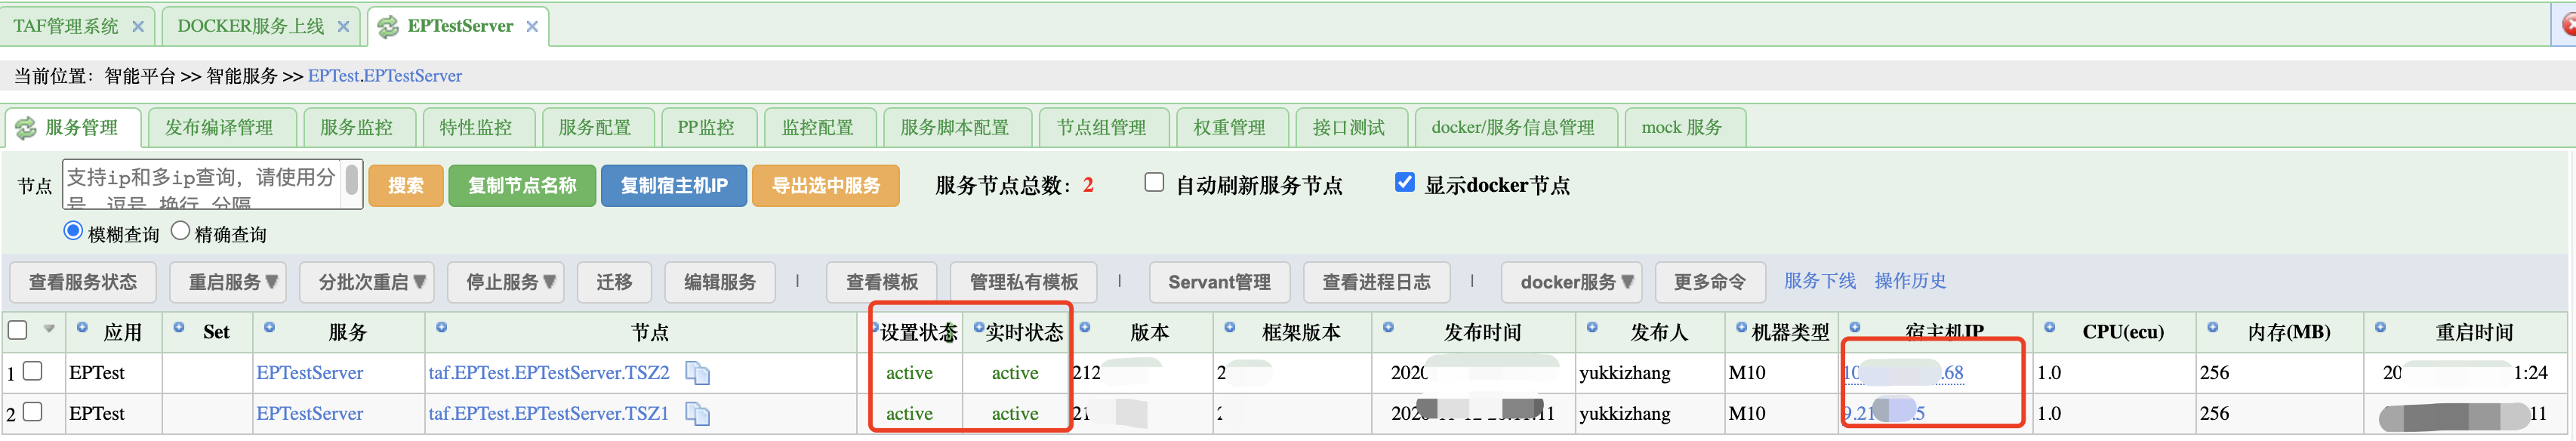 TAF管理系统 DOCKER服务上线 EPTestServer
当前位置：智能平台 >> 智能服务 >> EPTest.EPTestServer
服务管理 发布编译管理 服务监控 特性监控 服务配置 PP监控 监控配置 服务脚本配置 节点组管理 权重管理 接口测试 docker/服务信息管理 mock 服务
节点 支持ip和多ip查询，请使用分 搜索 复制节点名称 复制宿主机IP 导出选中服务 服务节点总数：2 自动刷新服务节点 显示docker节点
号、逗号、换行 分隔
模糊查询 精确查询
查看服务状态 重启服务▼ 分批次重启▼ 停止服务▼ 迁移 编辑服务 | 查看模板 管理私有模板 | Servant管理 查看进程日志 | docker服务▼ 更多命令 服务下线 操作历史
应用 Set 服务 节点 设置状态 实时状态 版本 框架版本 发布时间 发布人 机器类型 宿主机IP CPU(ecu) 内存(MB) 重启时间
1 EPTest EPTestServer taf.EPTest.EPTestServer.TSZ2 active active 212 2 2020 yukkizhang M10 10 .68 1.0 256 20 1:24
2 EPTest EPTestServer taf.EPTest.EPTestServer.TSZ1 active active 21 2 11 yukkizhang M10 9.21 5 1.0 256 11